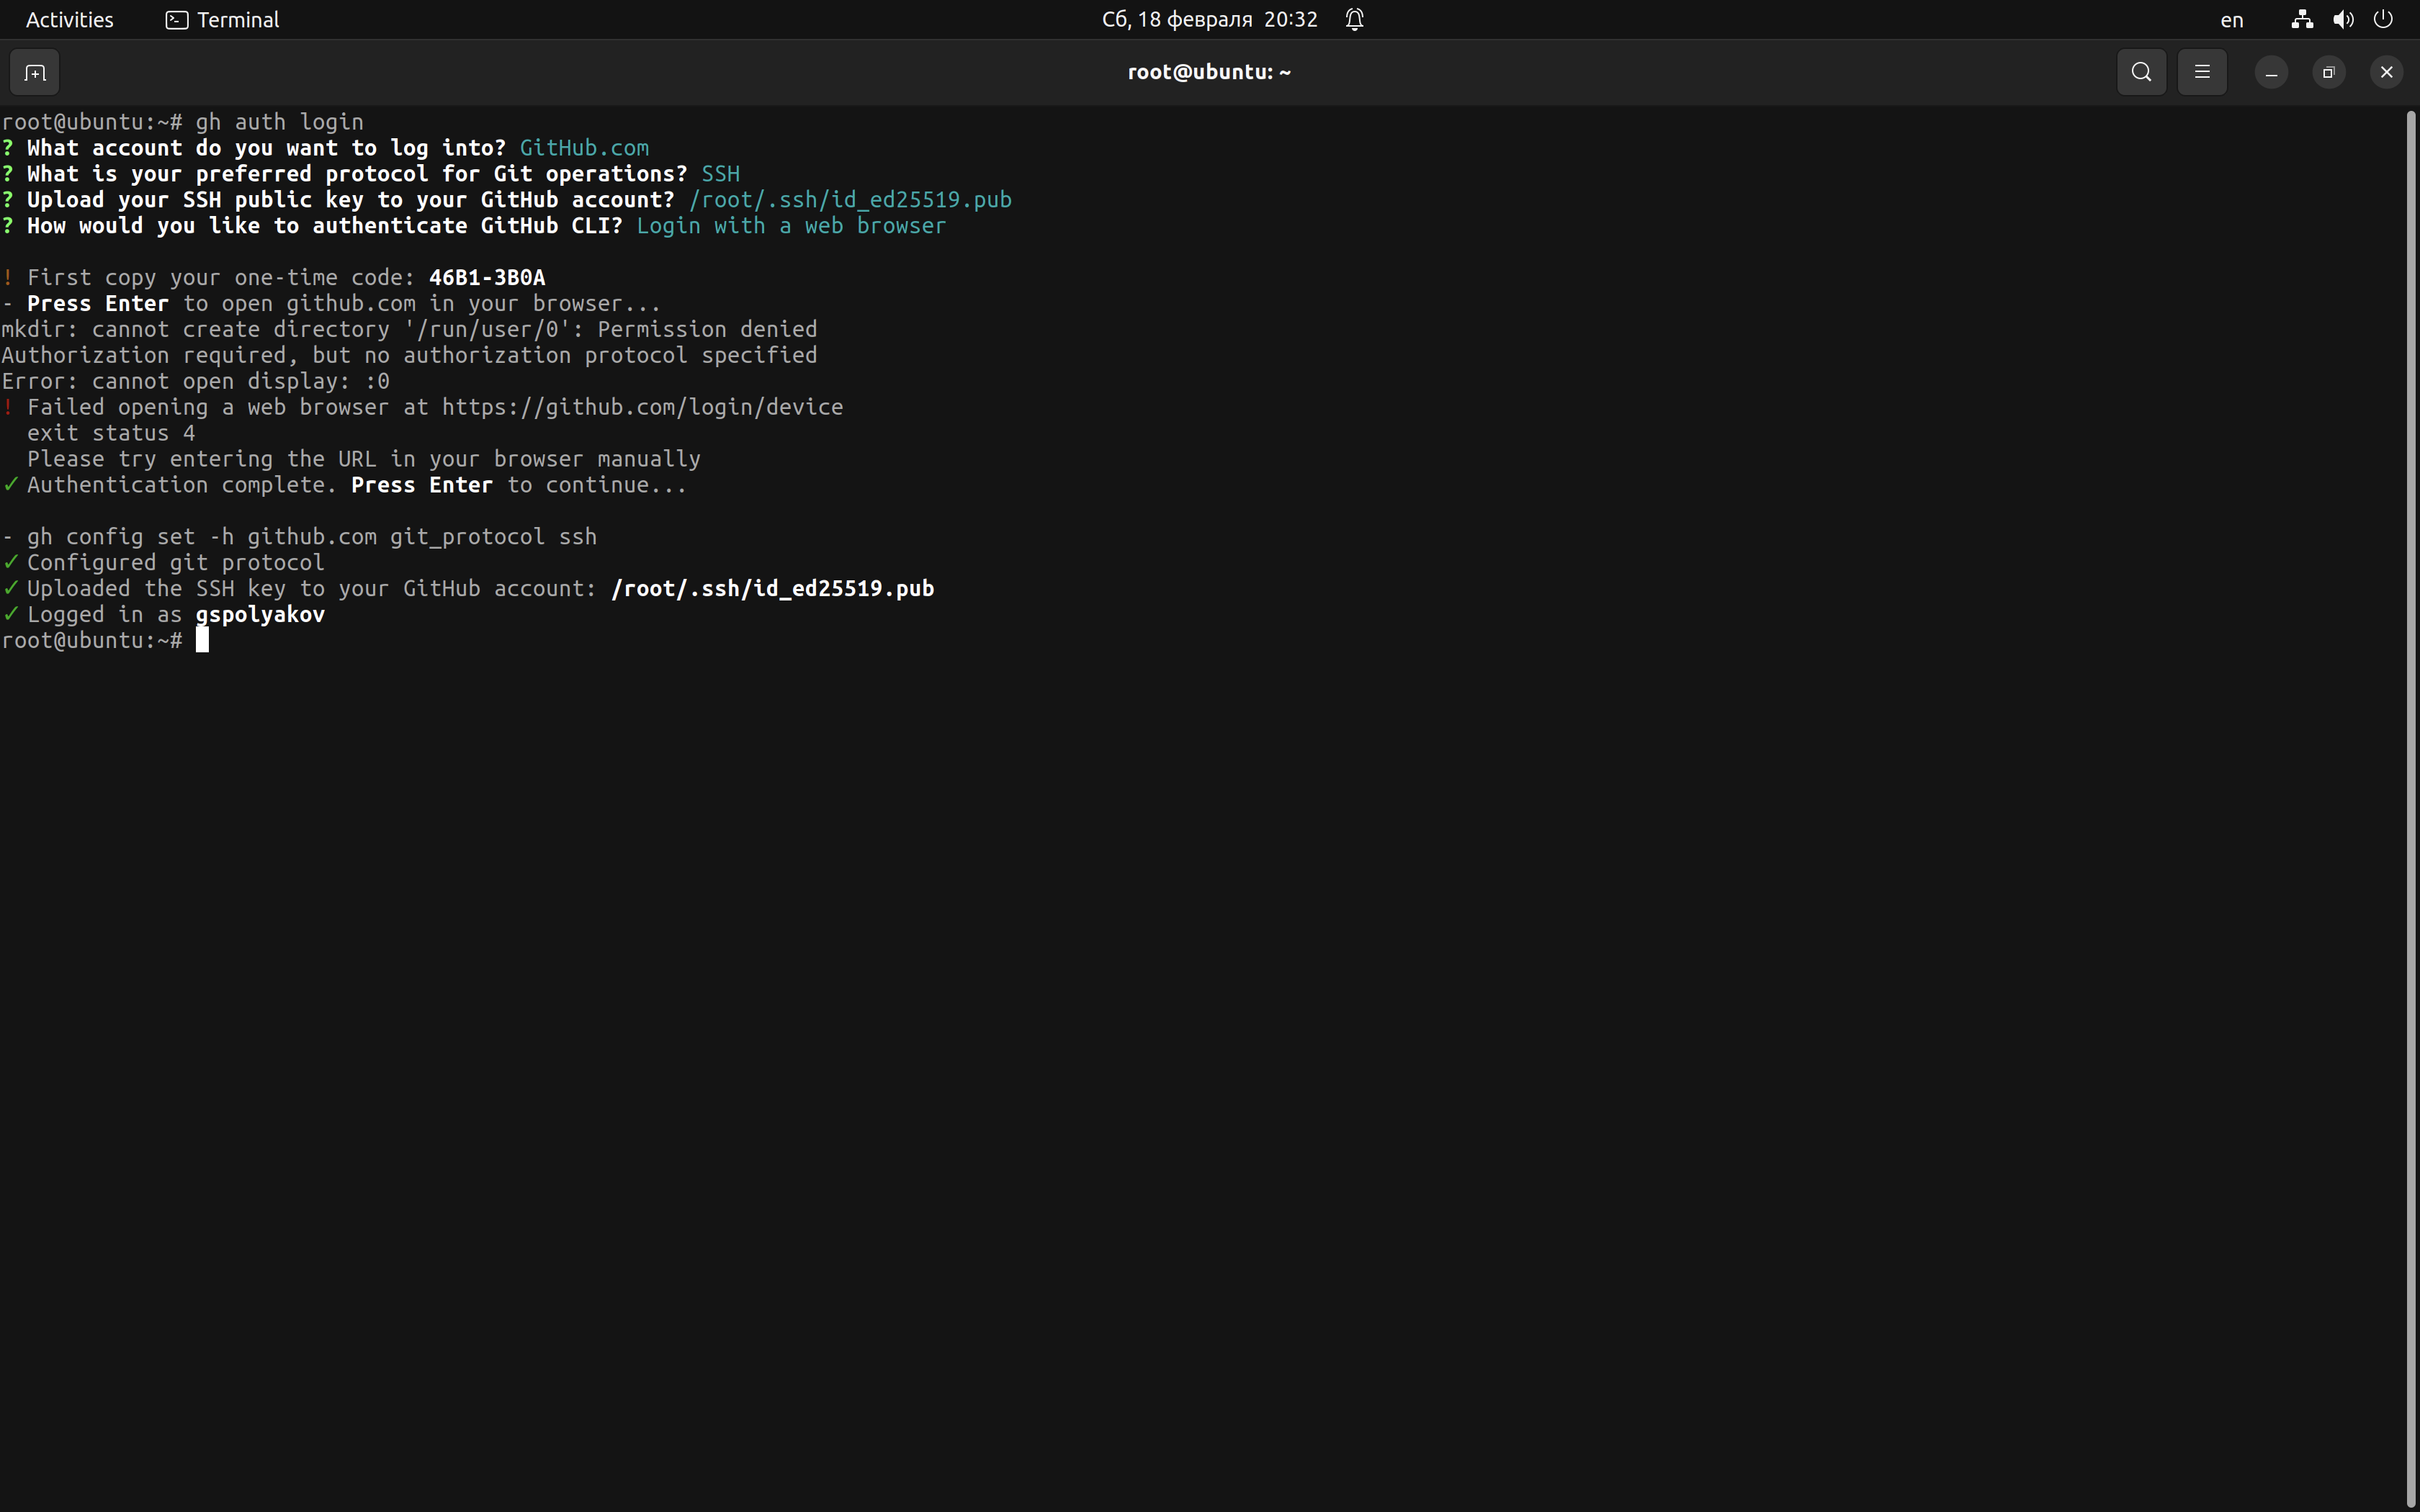 Activities Terminal Сб, 18 февраля 20:32 en
root@ubuntu: ~
root@ubuntu:~# gh auth login
? What account do you want to log into? GitHub.com
? What is your preferred protocol for Git operations? SSH
? Upload your SSH public key to your GitHub account? /root/.ssh/id_ed25519.pub
? How would you like to authenticate GitHub CLI? Login with a web browser
! First copy your one-time code: 46B1-3B0A
- Press Enter to open github.com in your browser...
mkdir: cannot create directory '/run/user/0': Permission denied
Authorization required, but no authorization protocol specified
Error: cannot open display: :0
! Failed opening a web browser at https://github.com/login/device
exit status 4
Please try entering the URL in your browser manually
✓ Authentication complete. Press Enter to continue...
- gh config set -h github.com git_protocol ssh
✓ Configured git protocol
✓ Uploaded the SSH key to your GitHub account: /root/.ssh/id_ed25519.pub
✓ Logged in as gspolyakov
root@ubuntu:~#